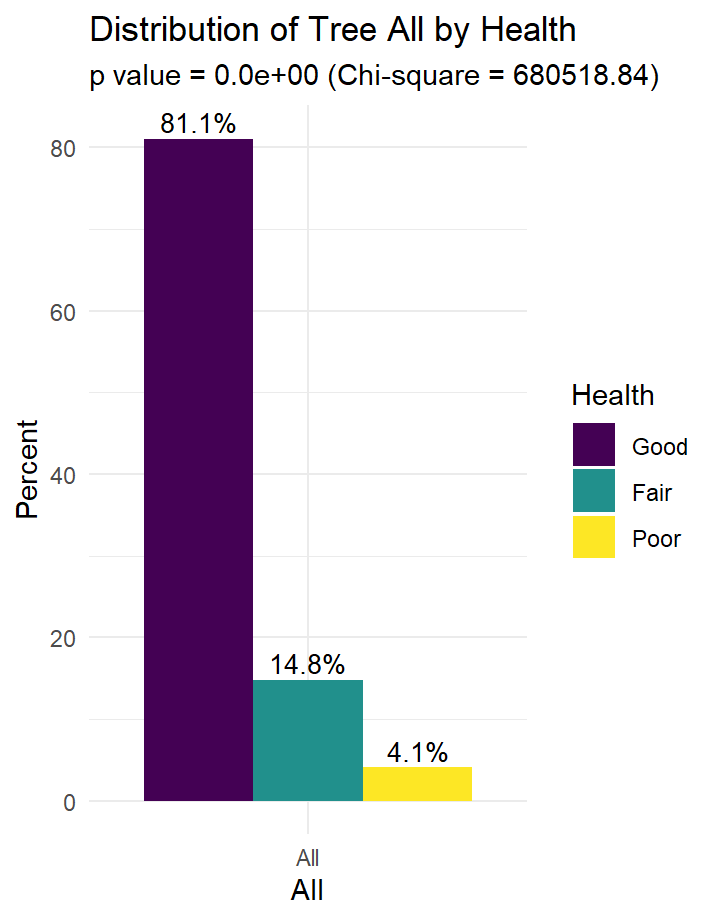 Distribution of Tree All by Health
p value = 0.0e+00 (Chi-square = 680518.84)
81.1%
80
60
Health
Good
Percent
40
Fair
Poor
20
14.8%
4.1%
0
All
All